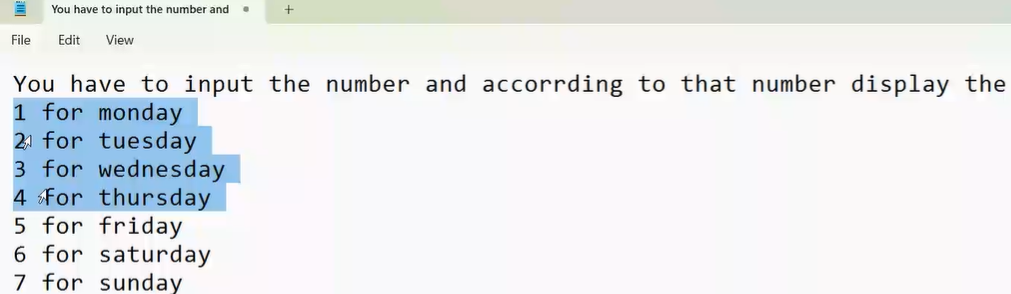 You have to input the number and
+
File Edit View
You have to input the number and accorrding to that number display the
1 for monday
2 for tuesday
3 for wednesday
4 for thursday
5 for friday
6 for saturday
7 for sunday